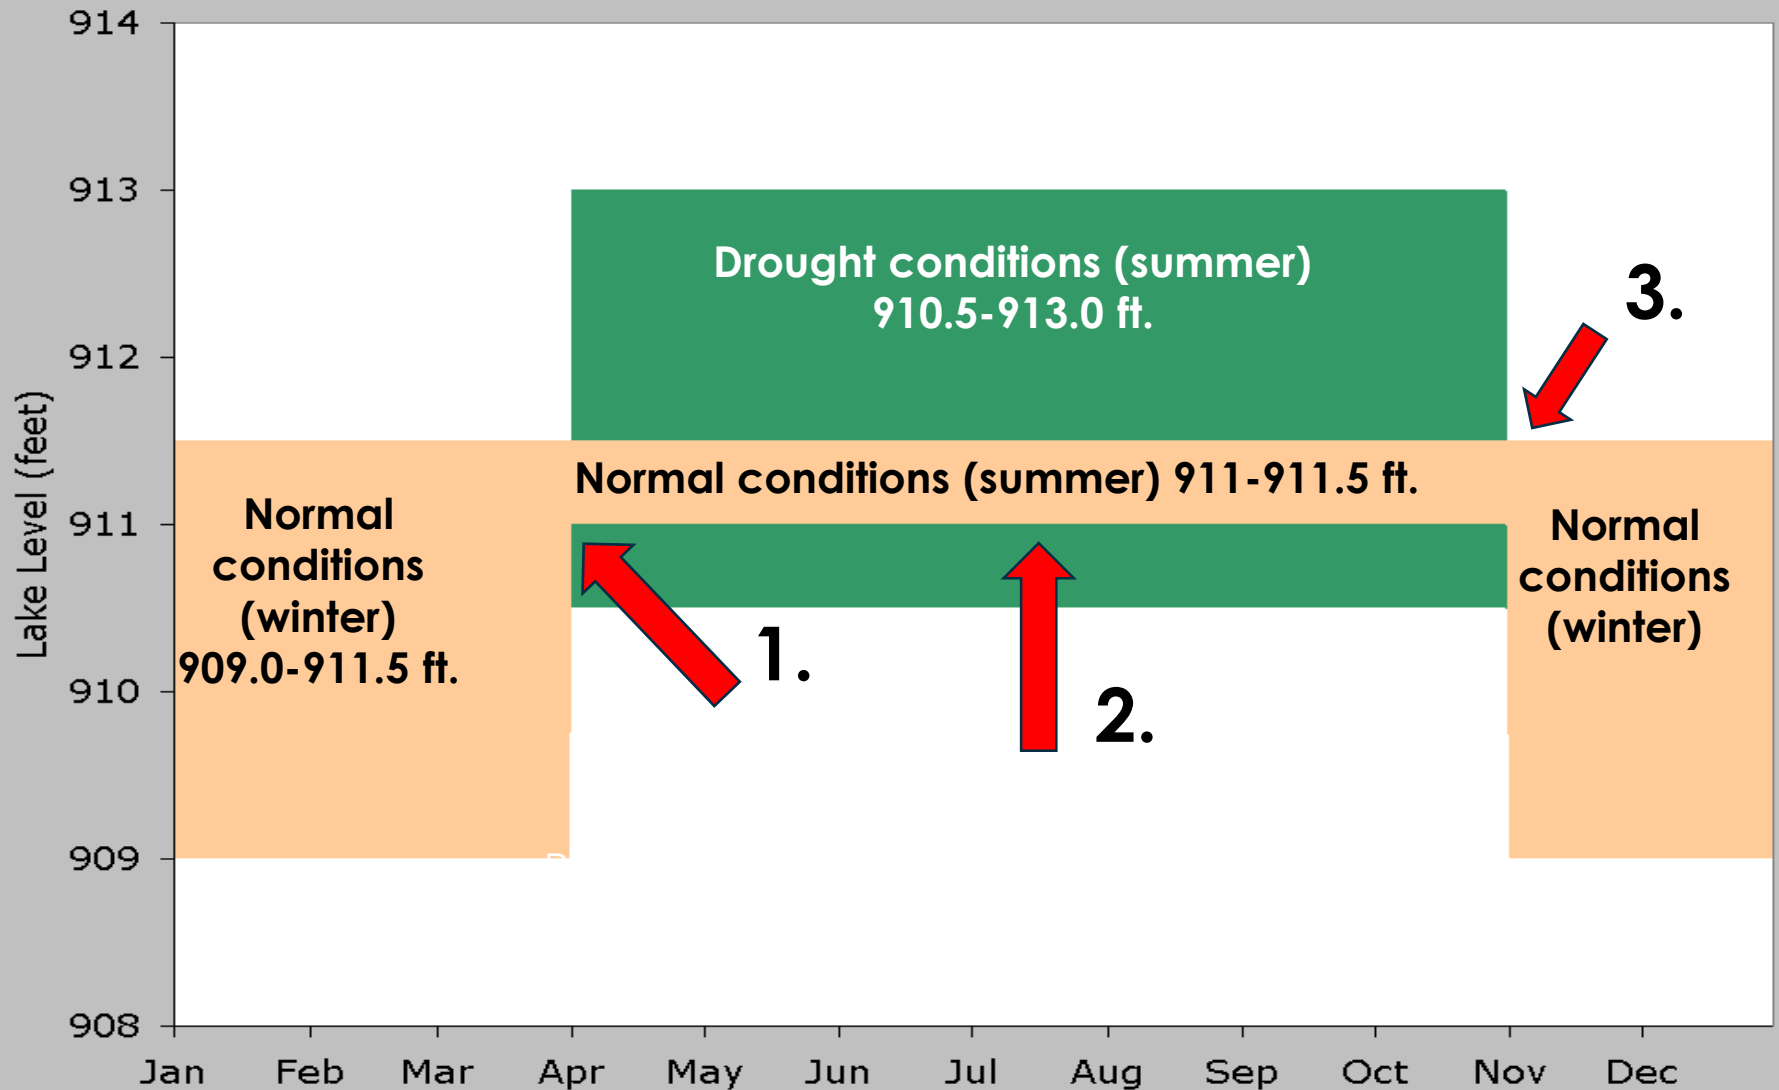 914
913
912
911
910
909
908
Lake Level (feet)
Drought conditions (summer)
910.5-913.0 ft.
3.
Normal conditions (summer) 911-911.5 ft.
Normal
conditions
(winter)
909.0-911.5 ft.
Normal
conditions
(winter)
1.
2.
Jan Feb Mar Apr May Jun Jul Aug Sep Oct Nov Dec